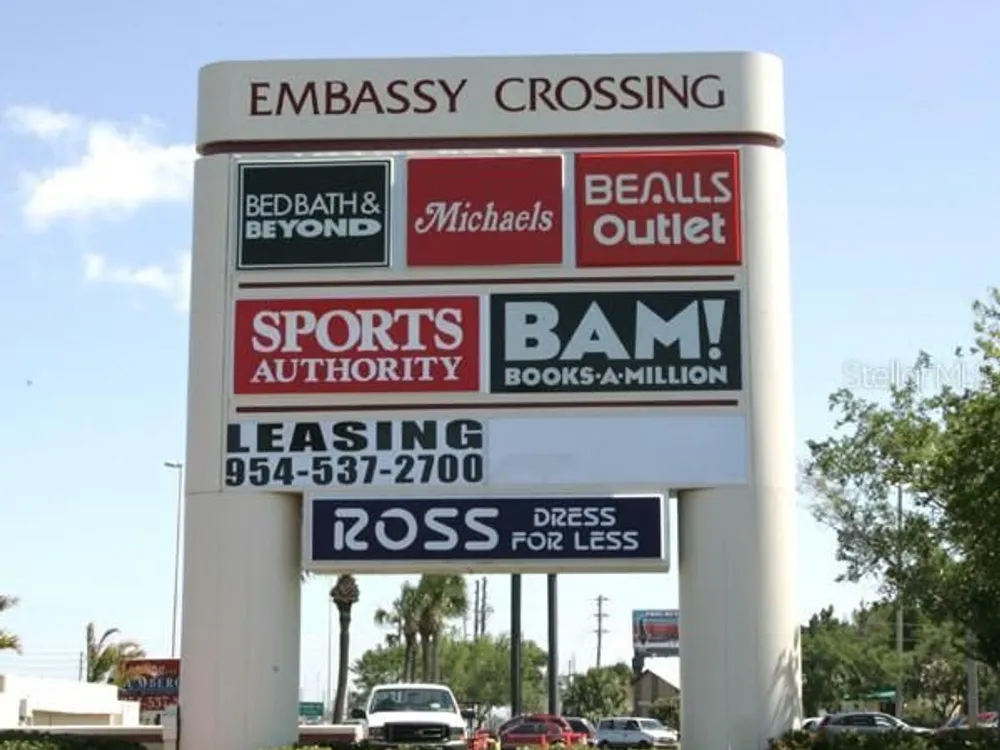 EMBASSY CROSSING
BED BATH &
BEYOND
Michaels
BEALLS
Outlet
SPORTS
AUTHORITY
BAM!
BOOKS·A·MILLION
LEASING
954-537-2700
ROSS DRESS
FOR LESS
StellarMLS